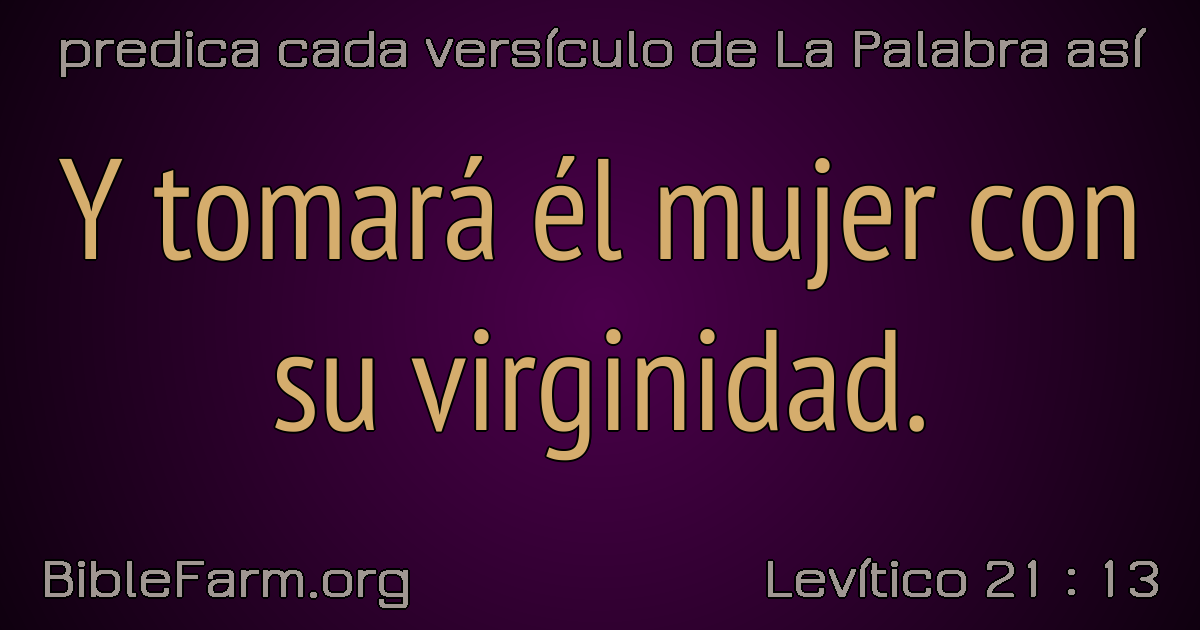 predica cada versículo de La Palabra así
Y tomará él mujer con
su virginidad.
BibleFarm.org
Levítico 21 : 13